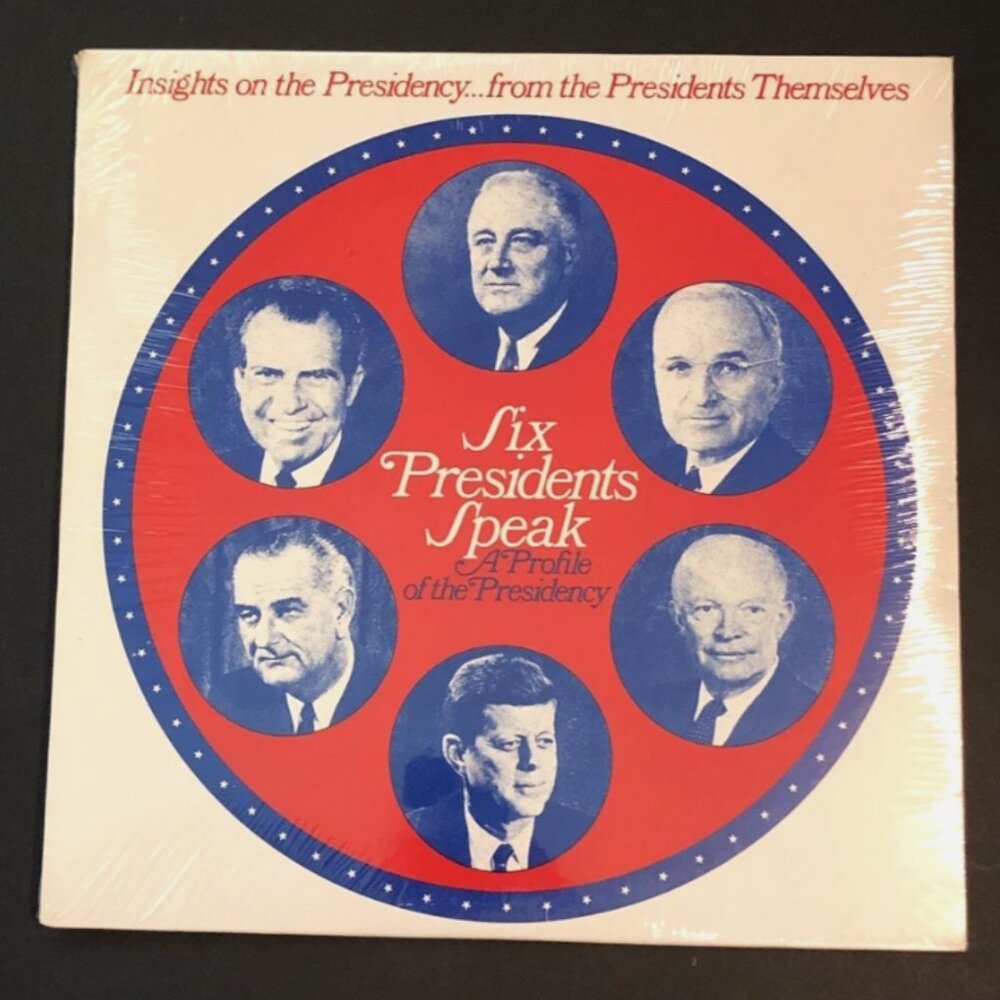 Insights on the Presidency...from the Presidents Themselves
Six
Presidents
Speak
A Profile
of the Presidency